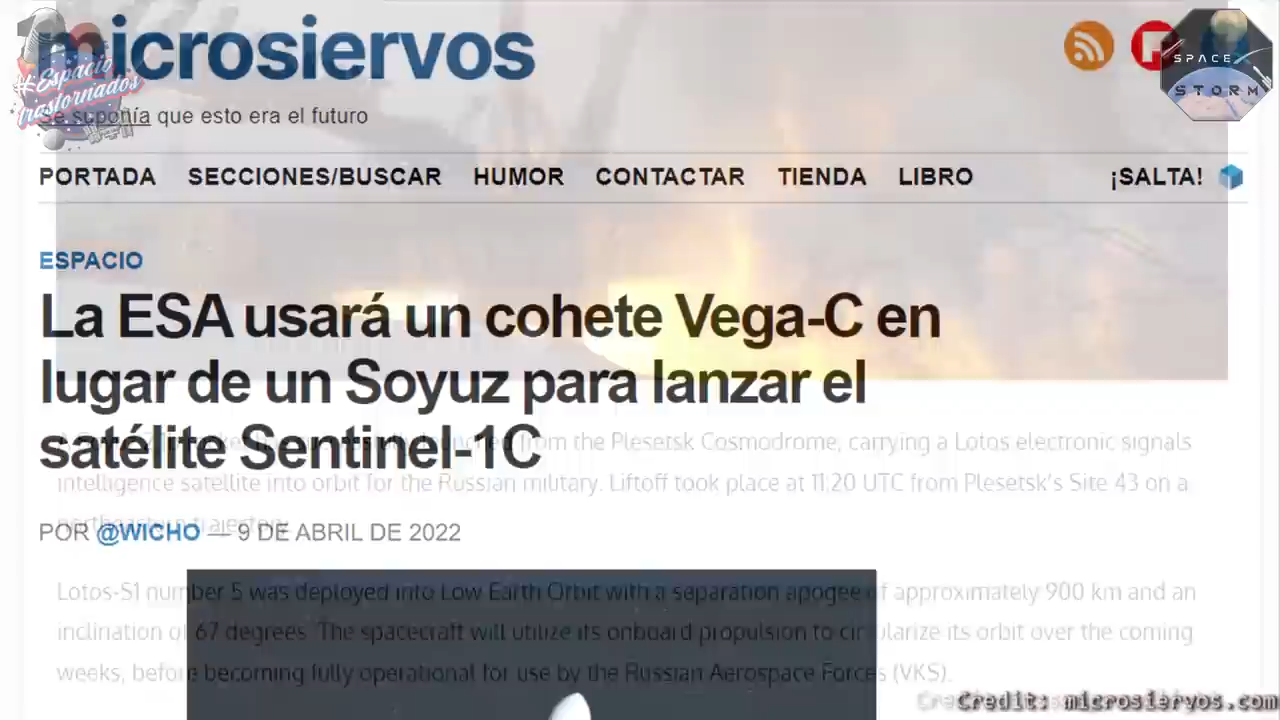 microsiervos
#Espacio
trastornados
SPACEX
STORM
Se suponía que esto era el futuro
PORTADA SECCIONES/BUSCAR HUMOR CONTACTAR TIENDA LIBRO ¡SALTA!
ESPACIO
La ESA usará un cohete Vega-C en
lugar de un Soyuz para lanzar el
satélite Sentinel-1C
from the Plesetsk Cosmodrome, carrying a Lotos electronic signals
intelligence satellite into orbit for the Russian military. Liftoff took place at 11:20 UTC from Plesetsk's Site 43 on a
northeastern trajectory.
POR @WICHO — 9 DE ABRIL DE 2022
Lotos-S1 number 5 was deployed into Low Earth Orbit with a separation apogee of approximately 900 km and an
inclination of 67 degrees. The spacecraft will utilize its onboard propulsion to circularize its orbit over the coming
weeks, before becoming fully operational for use by the Russian Aerospace Forces (VKS).
Credit: microsiervos.com